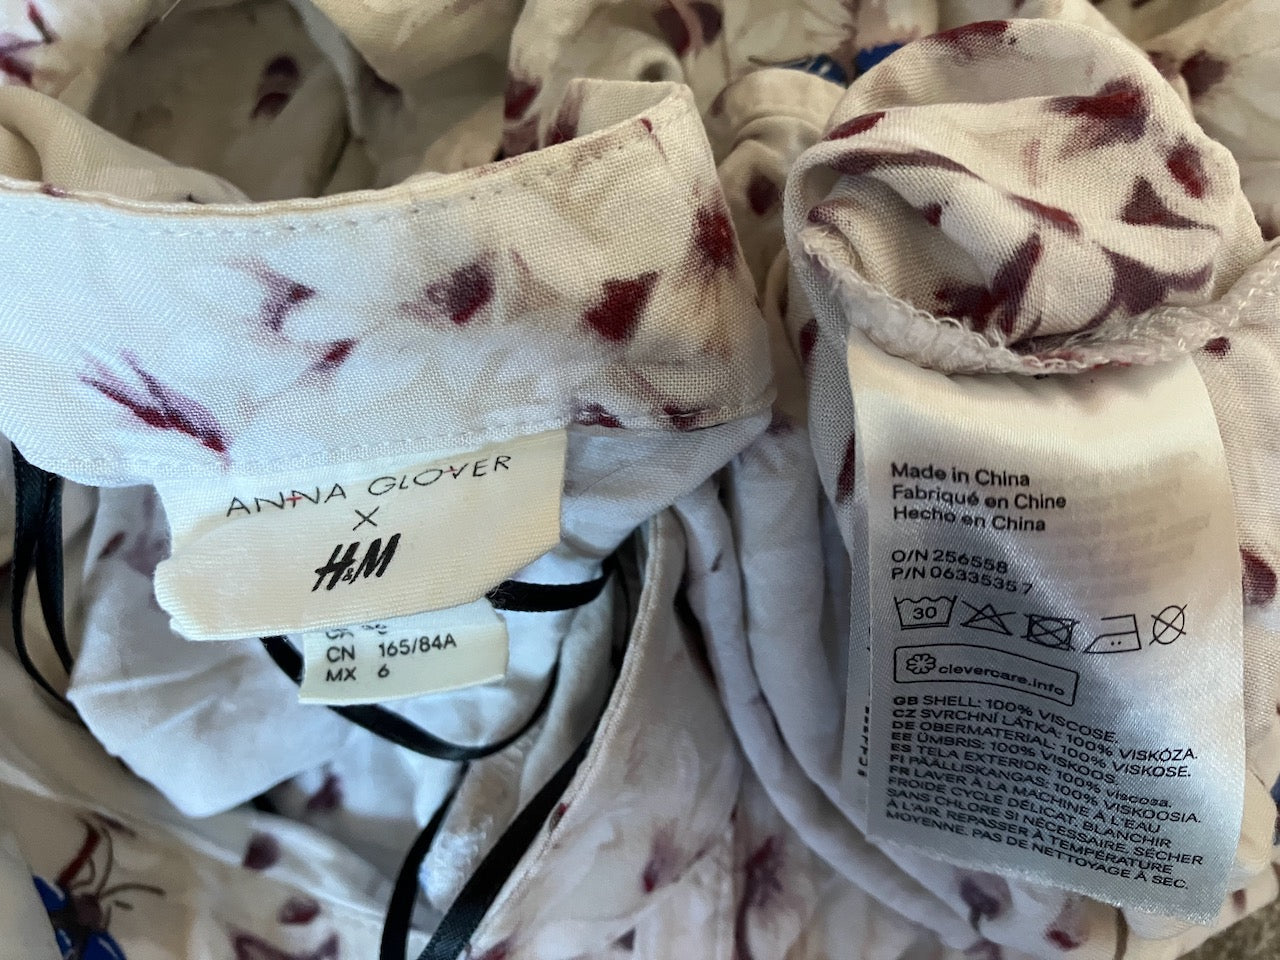 ANNA GLOVER
X
H&M
CN 165/84A
MX 6
Made in China
Fabriqué en Chine
Hecho en China
O/N 256558
P/N 06335357
30
clevercare.info
GB SHELL: 100% VISCOSE.
CZ SVRCHNÍ LÁTKA: 100% VISKÓZA.
DE OBERMATERIAL: 100% VISKOSE.
EE ÜMBRIS: 100% VISKOOS.
ES TELA EXTERIOR: 100% viscosa.
FI PÄÄLLISKANGAS: 100% VISKOOSIA.
FR LAVER À LA MACHINE À L'EAU
FROIDE CYCLE DÉLICAT. BLANCHIR
SANS CHLORE SI NÉCESSAIRE. SÉCHER
À L'AIR. REPASSER À TEMPÉRATURE
MOYENNE. PAS DE NETTOYAGE À SEC.